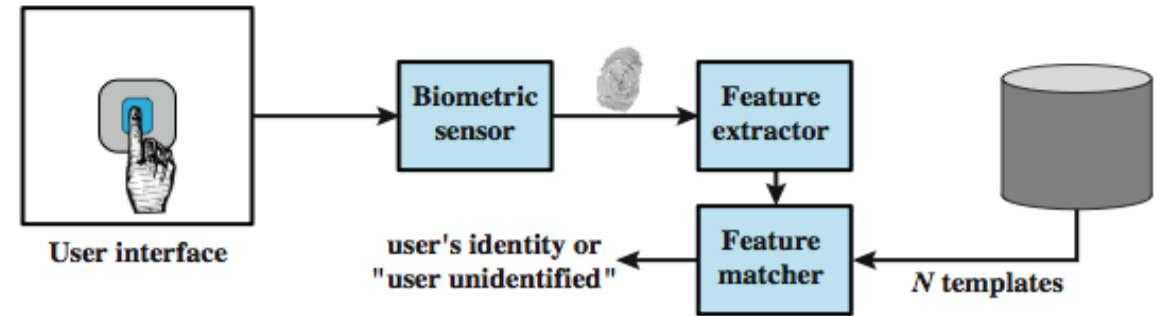 Biometric
sensor
Feature
extractor
User interface
user's identity or
"user unidentified"
Feature
matcher
N templates